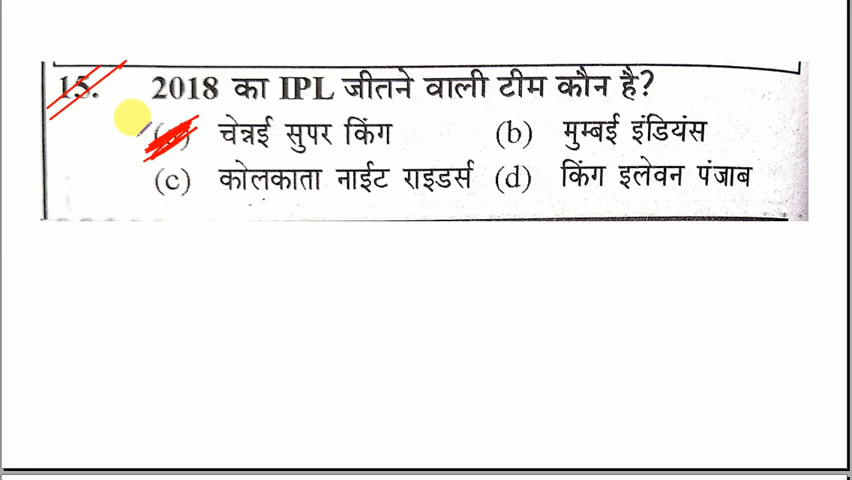 15. 2018 का IPL जीतने वाली टीम कौन है?
चेन्नई सुपर किंग (b) मुम्बई इंडियंस
(c) कोलकाता नाईट राइडर्स (d) किंग इलेवन पंजाब